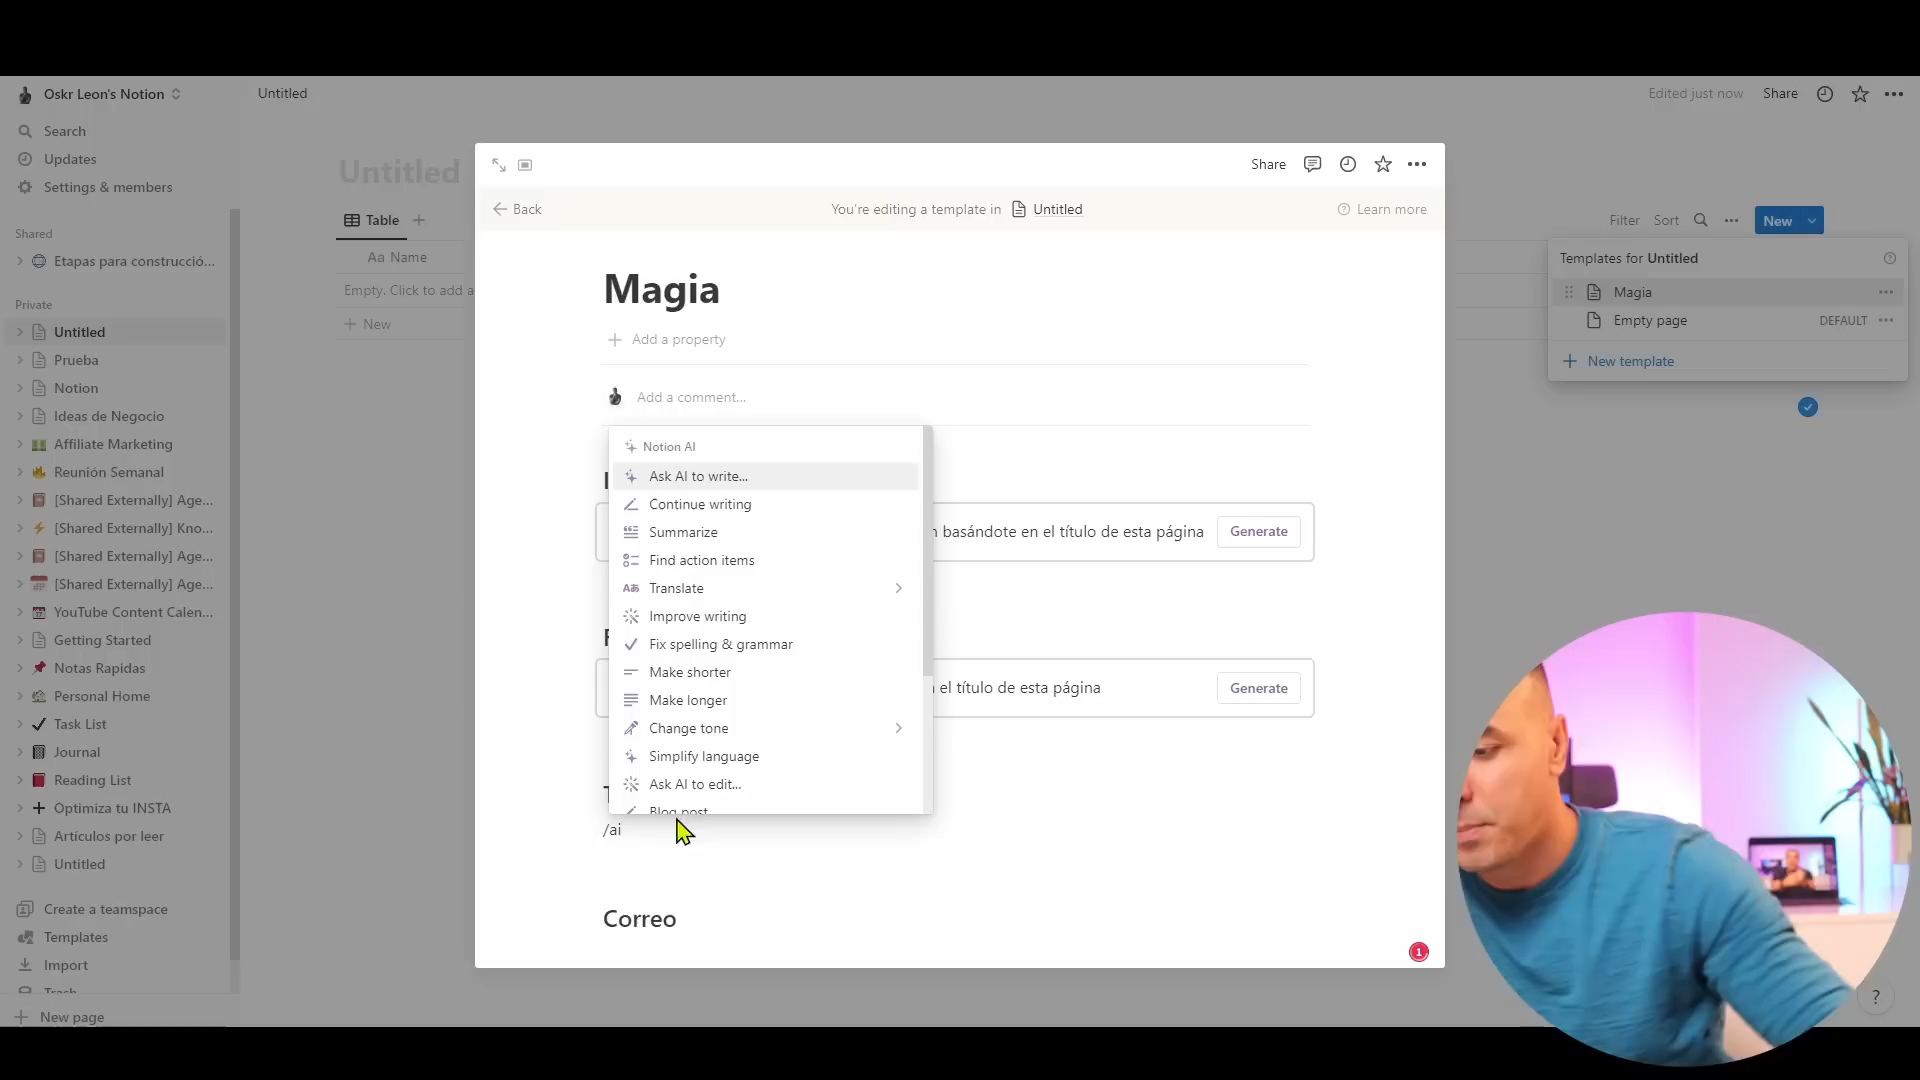 Oskr Leon's Notion
Untitled
Edited just now
Share
Search
Updates
Settings & members
Shared
Etapas para construcció...
Private
Untitled
Prueba
Notion
Ideas de Negocio
Affiliate Marketing
Reunión Semanal
[Shared Externally] Age...
[Shared Externally] Kno...
[Shared Externally] Age...
[Shared Externally] Age...
YouTube Content Calen...
Getting Started
Notas Rapidas
Personal Home
Task List
Journal
Reading List
Optimiza tu INSTA
Artículos por leer
Untitled
Create a teamspace
Templates
Import
Trash
New page
Untitled
Table
Aa Name
Empty. Click to add a
New
Share
Back
You're editing a template in Untitled
Learn more
Magia
Add a property
Add a comment...
Notion AI
Ask AI to write...
Continue writing
Summarize
Find action items
Translate
Improve writing
Fix spelling & grammar
Make shorter
Make longer
Change tone
Simplify language
Ask AI to edit...
Blog post
basándote en el título de esta página
Generate
el título de esta página
Generate
/ai
Correo
1
Filter
Sort
New
Templates for Untitled
Magia
Empty page
DEFAULT
New template
?